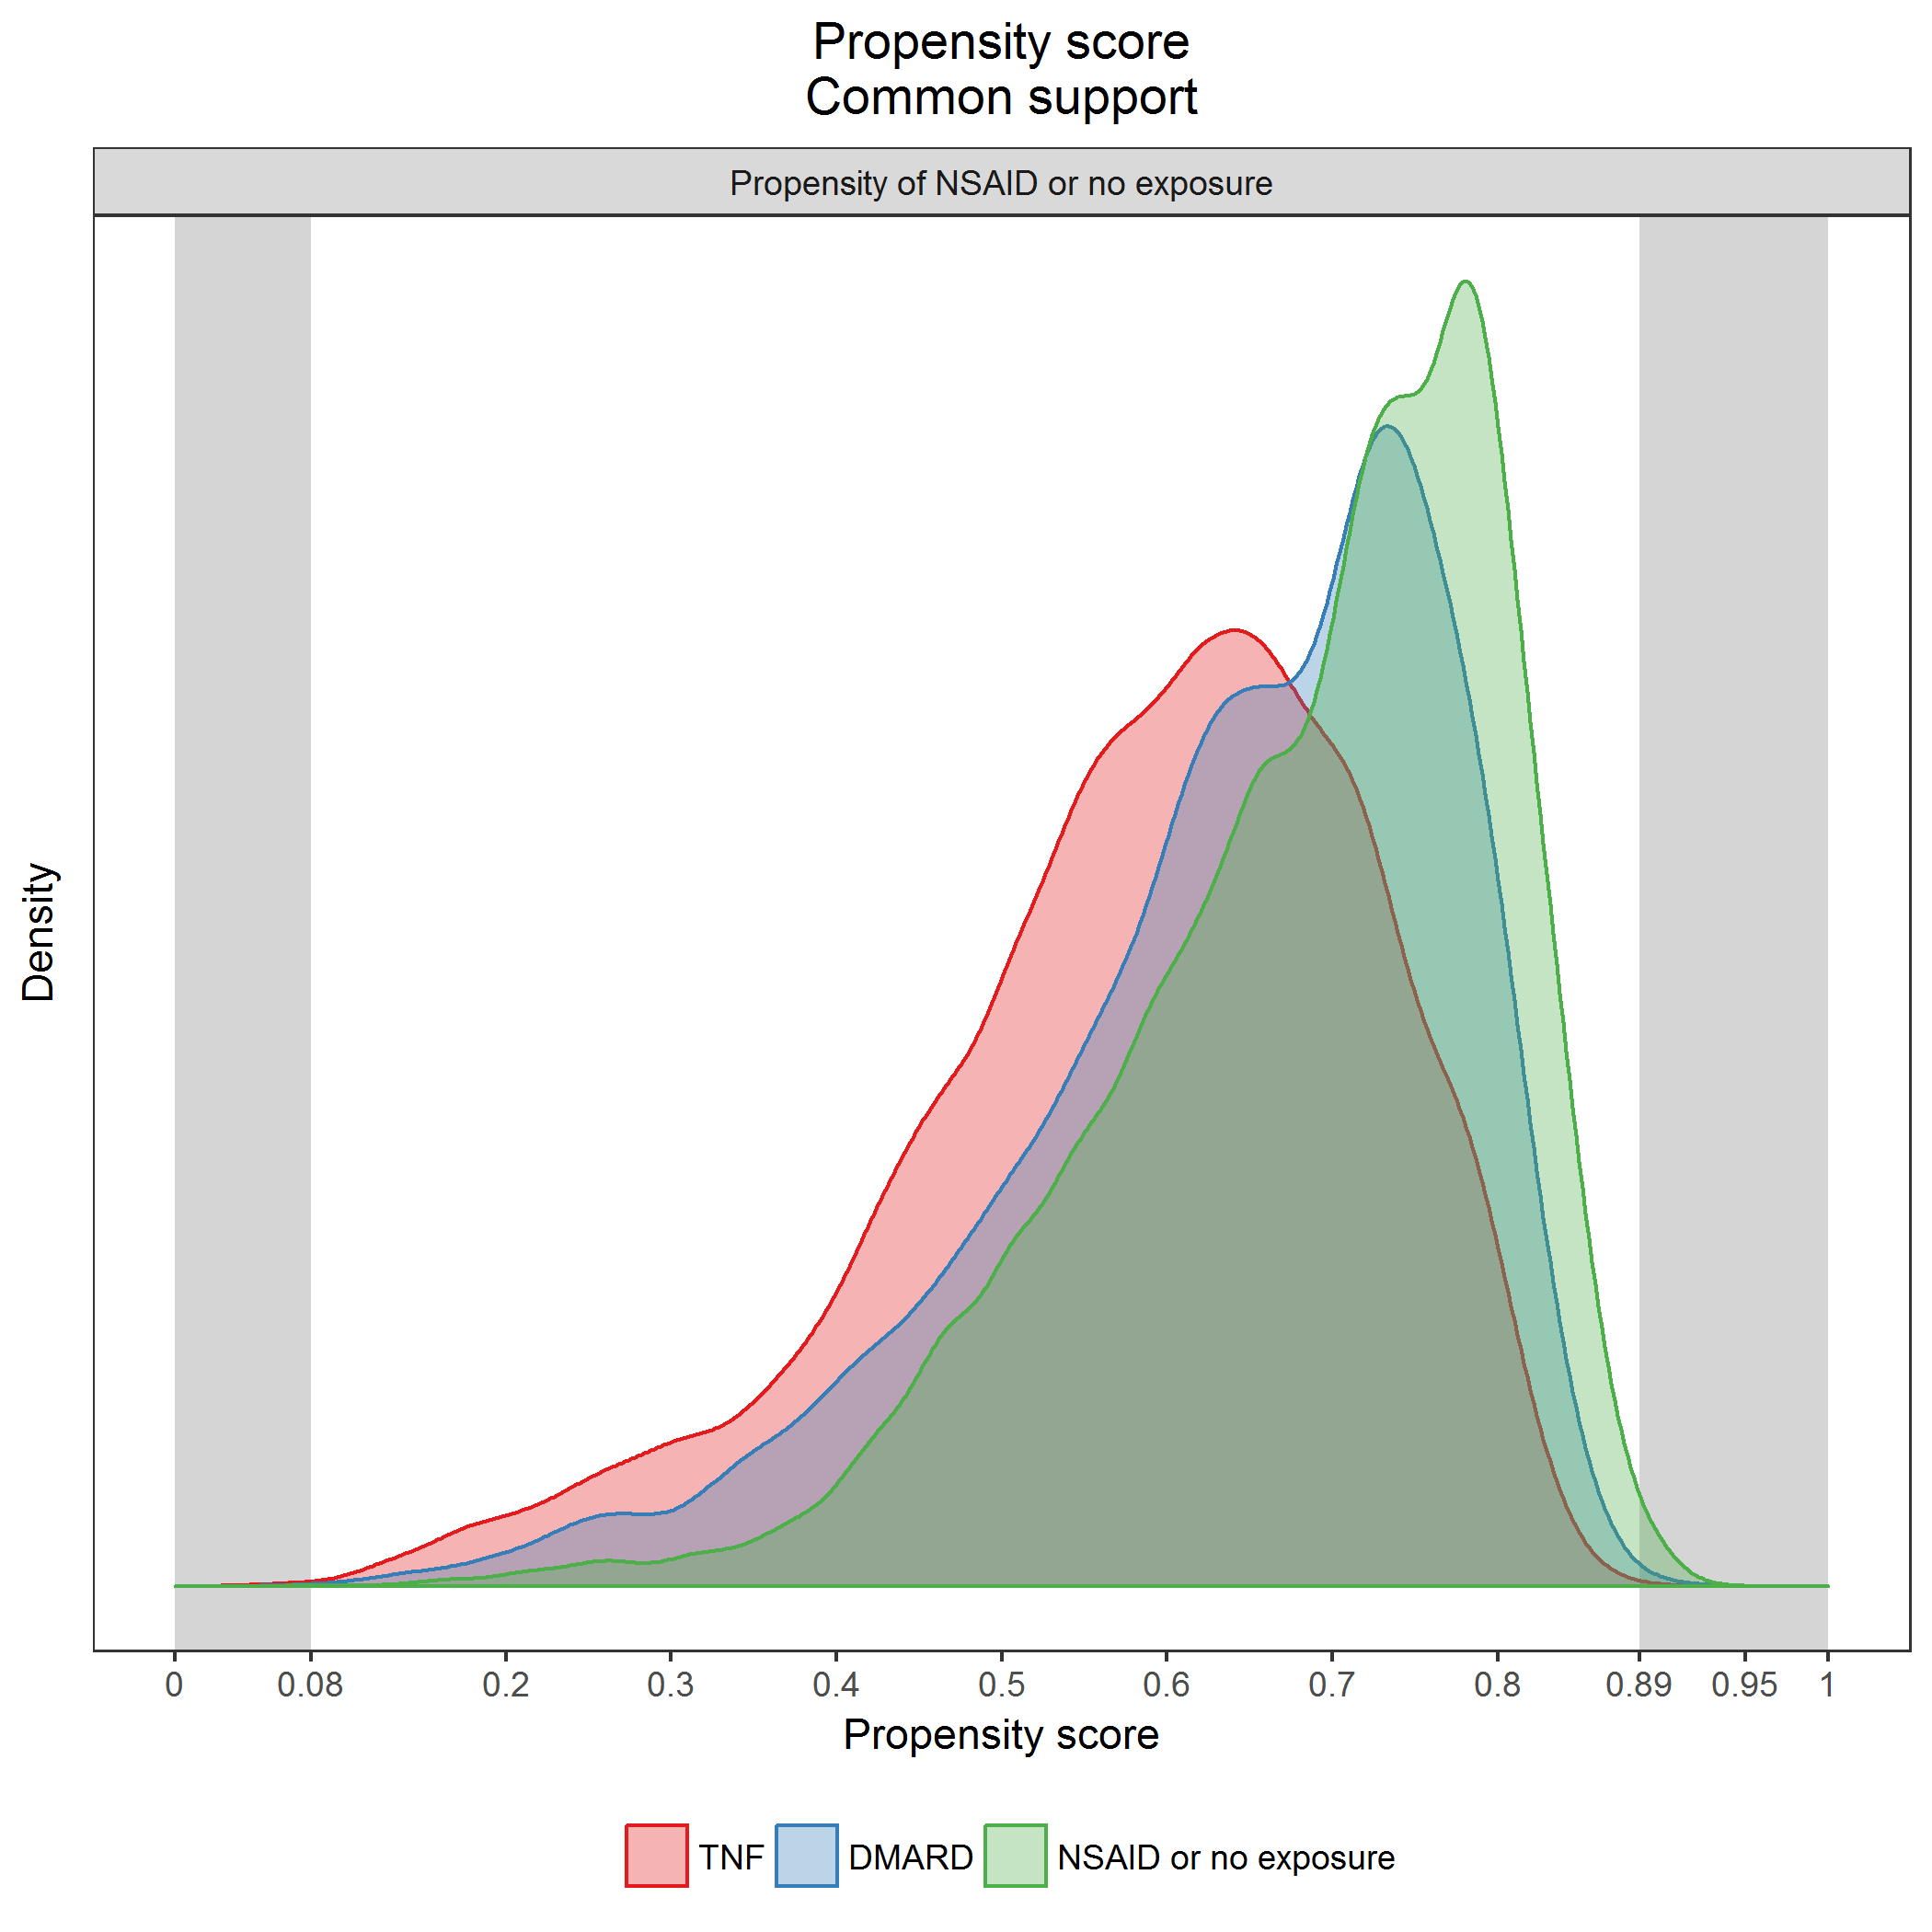 Propensity score
Common support
Propensity of NSAID or no exposure
Density
0 0.08 0.2 0.3 0.4 0.5 0.6 0.7 0.8 0.89 0.95 1
Propensity score
TNF DMARD NSAID or no exposure